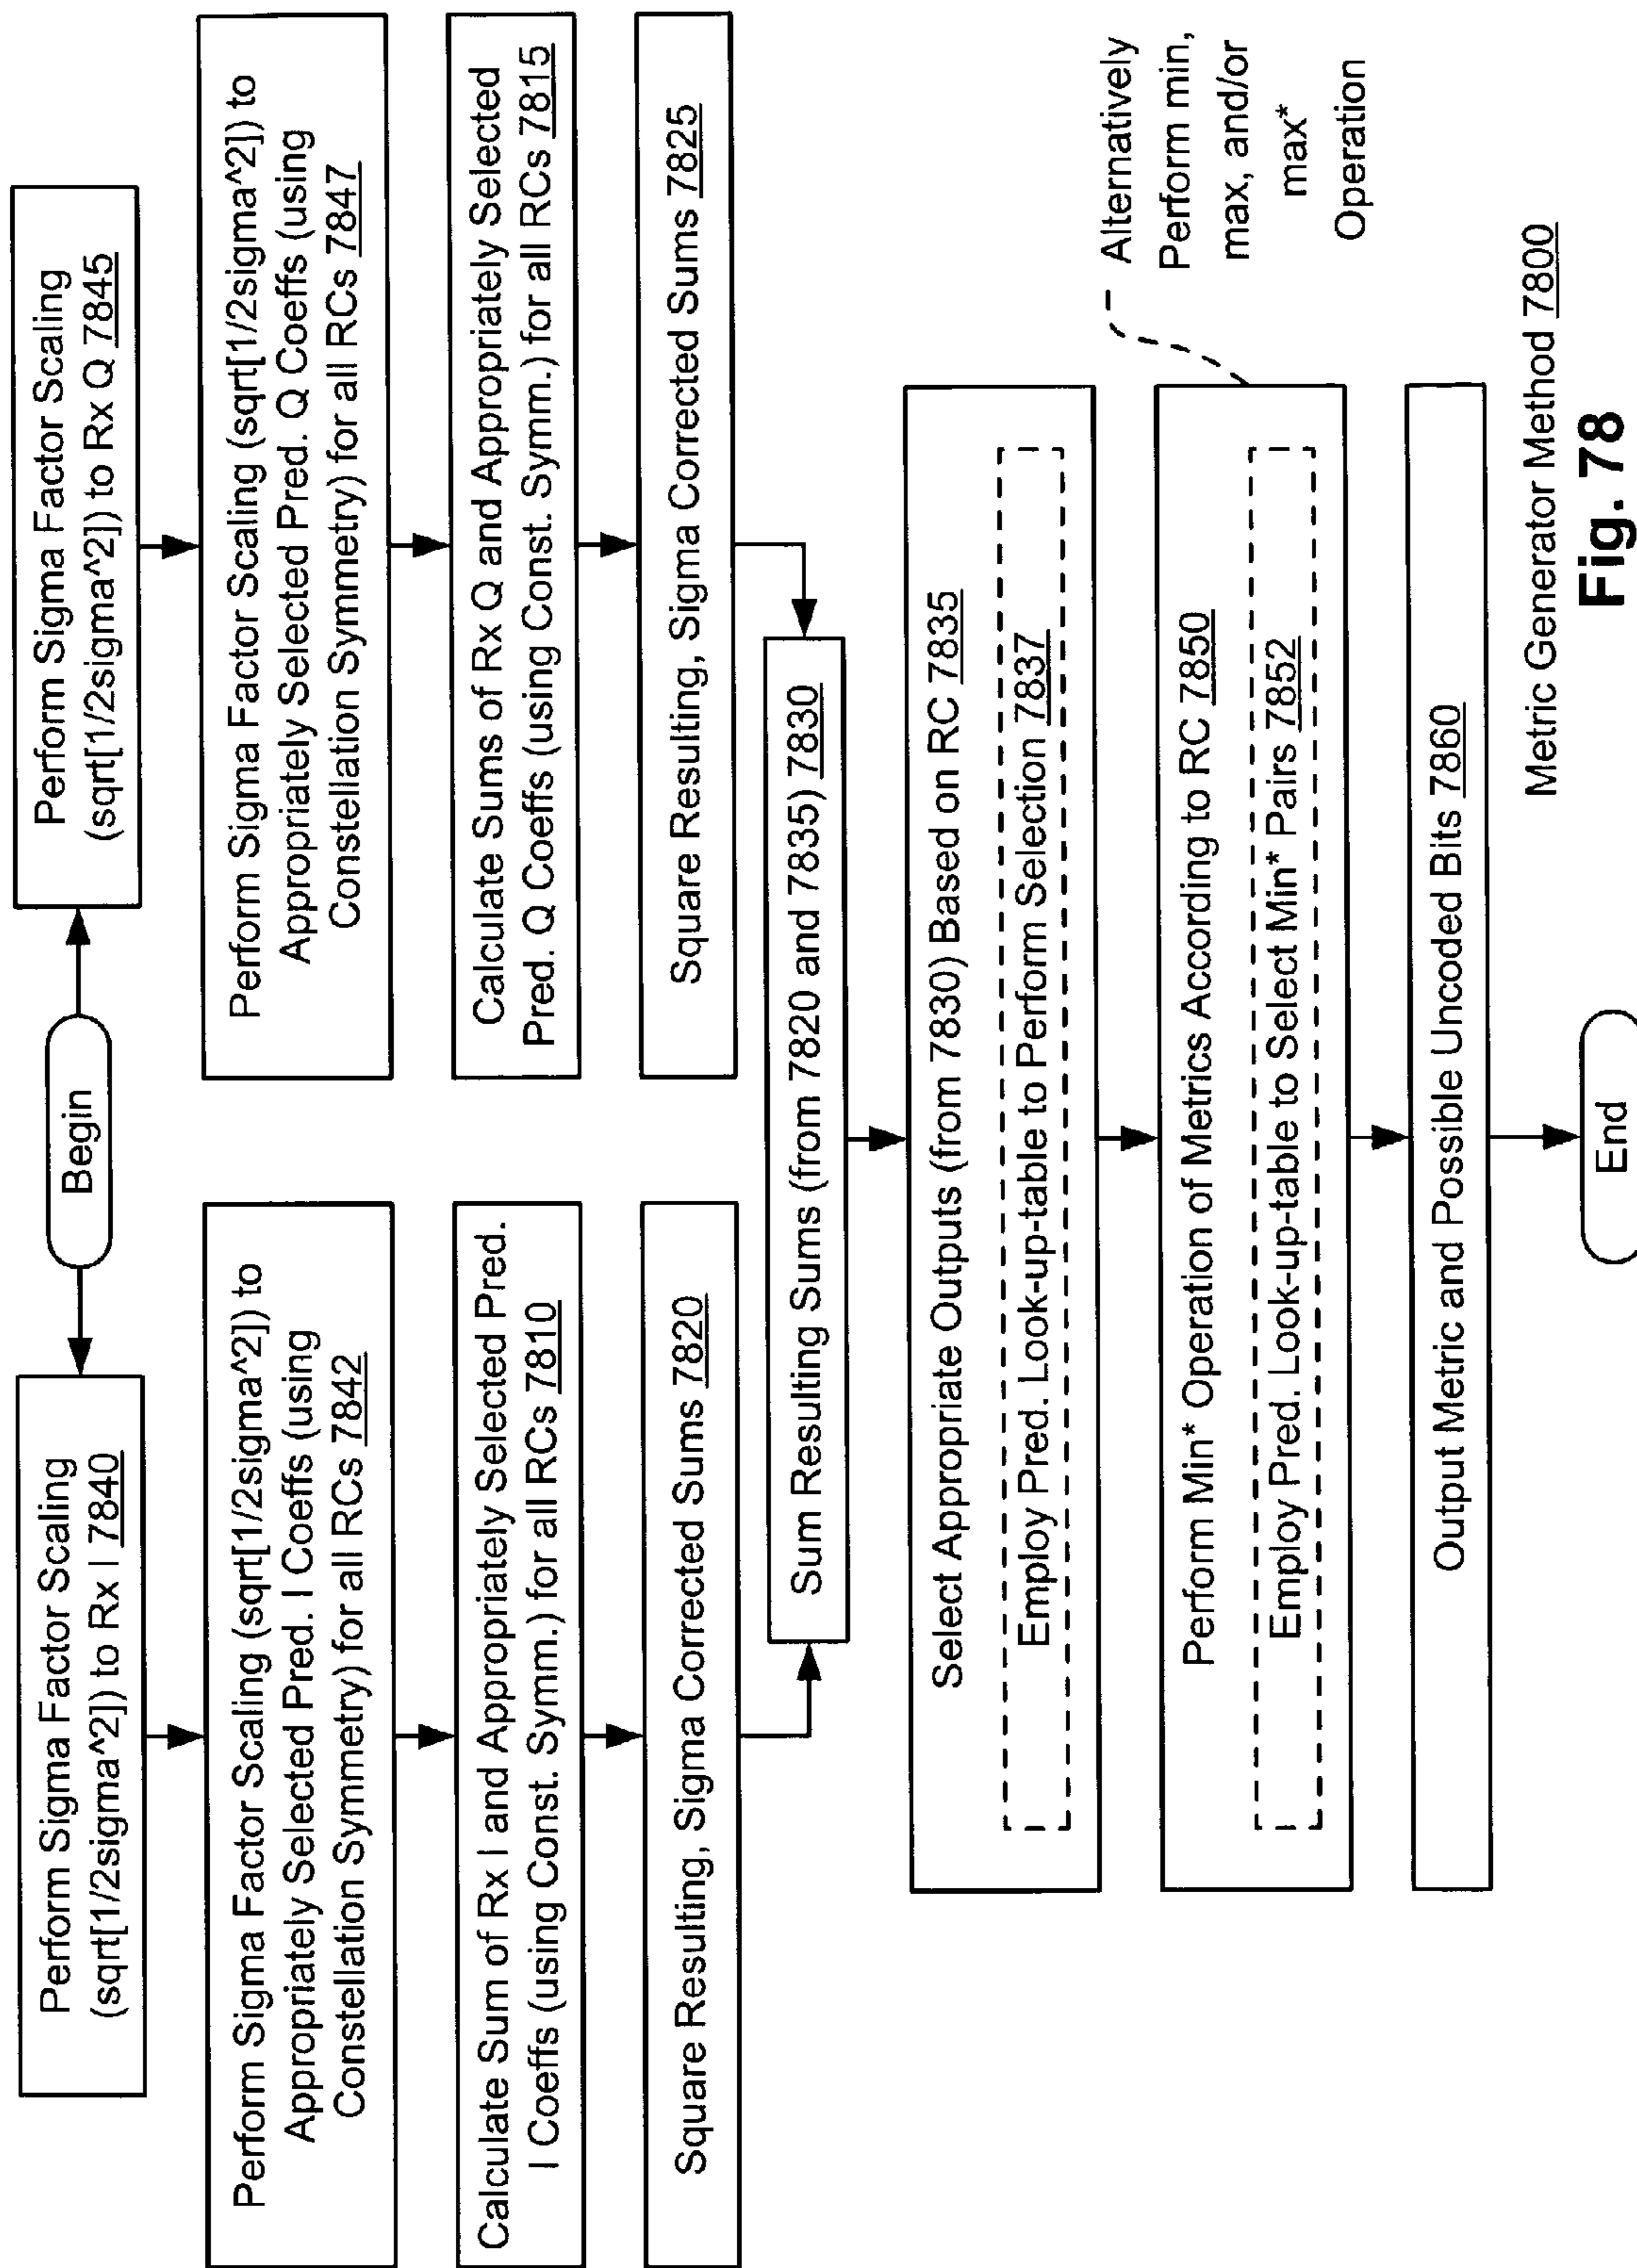 Begin
Perform Sigma Factor Scaling
(sqrt[1/2sigma^2]) to Rx I 7840
Perform Sigma Factor Scaling (sqrt[1/2sigma^2]) to
Appropriately Selected Pred. I Coeffs (using
Constellation Symmetry) for all RCs 7842
Calculate Sum of Rx I and Appropriately Selected Pred.
I Coeffs (using Const. Symm.) for all RCs 7810
Square Resulting, Sigma Corrected Sums 7820
Perform Sigma Factor Scaling
(sqrt[1/2sigma^2]) to Rx Q 7845
Perform Sigma Factor Scaling (sqrt[1/2sigma^2]) to
Appropriately Selected Pred. Q Coeffs (using
Constellation Symmetry) for all RCs 7847
Calculate Sums of Rx Q and Appropriately Selected
Pred. Q Coeffs (using Const. Symm.) for all RCs 7815
Square Resulting, Sigma Corrected Sums 7825
Sum Resulting Sums (from 7820 and 7835) 7830
Select Appropriate Outputs (from 7830) Based on RC 7835
Employ Pred. Look-up-table to Perform Selection 7837
Perform Min* Operation of Metrics According to RC 7850
Employ Pred. Look-up-table to Select Min* Pairs 7852
Alternatively
Perform min,
max, and/or
max*
Operation
Output Metric and Possible Uncoded Bits 7860
End
Metric Generator Method 7800
Fig. 78